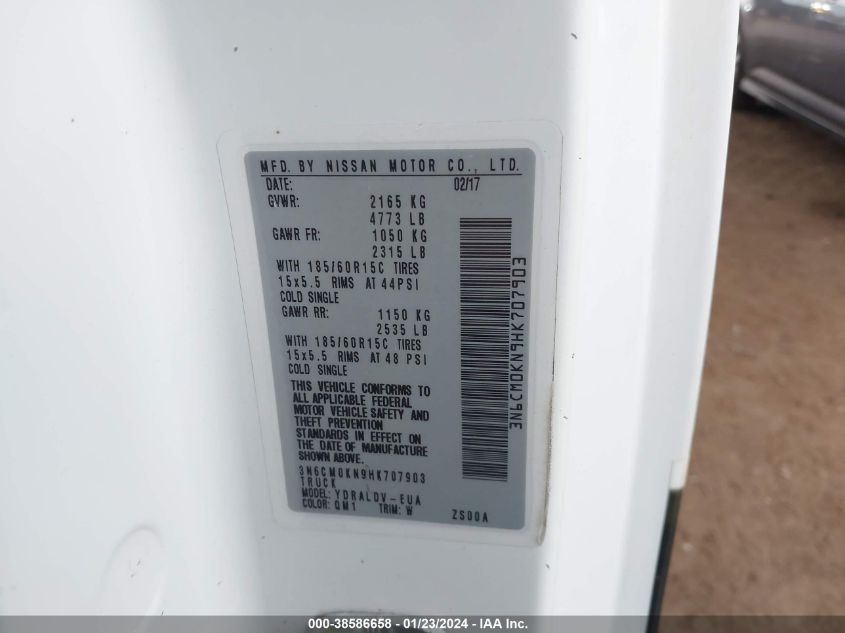 MFD. BY NISSAN MOTOR CO., LTD.
DATE: 02/17
GVWR: 2165 KG
4773 LB
GAWR FR: 1050 KG
2315 LB
WITH 185/60R15C TIRES
15x5.5 RIMS AT 44PSI
COLD SINGLE
GAWR RR: 1150 KG
2535 LB
WITH 185/60R15C TIRES
15x5.5 RIMS AT 48 PSI
COLD SINGLE
THIS VEHICLE CONFORMS TO
ALL APPLICABLE FEDERAL
MOTOR VEHICLE SAFETY AND
THEFT PREVENTION
STANDARDS IN EFFECT ON
THE DATE OF MANUFACTURE
SHOWN ABOVE.
3N6CM0KN9HK707903
TRUCK
MODEL: YDRALDV-EUA
COLOR: QM1 TRIM: W ZS00A
3N6CM0KN9HK707903
000-38586658 - 01/23/2024 - IAA Inc.